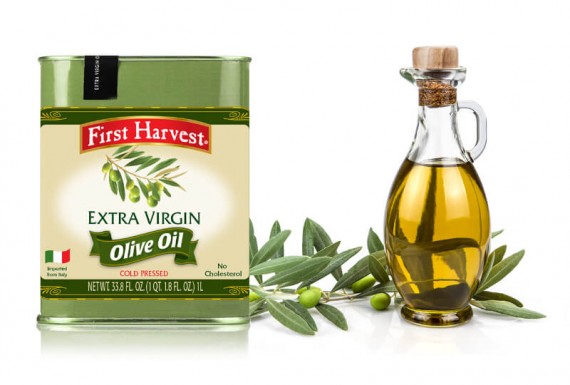 EXTRA VIRGIN
First Harvest®
EXTRA VIRGIN
Olive Oil
COLD PRESSED
Imported
from Italy
No
Cholesterol
NET WT. 33.8 FL. OZ. (1 QT. 1.8 FL. OZ.) 1L